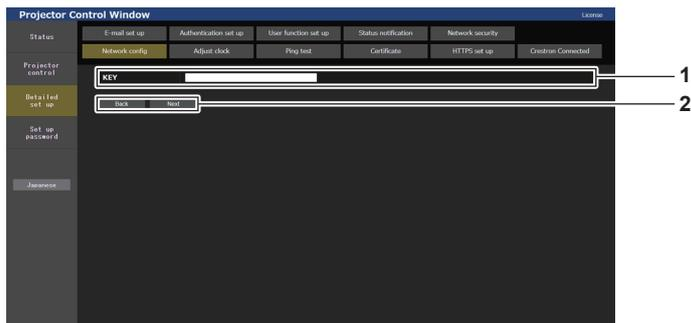 Projector Control Window
License
Status
E-mail set up
Authentication set up
User function set up
Status notification
Network security
Network config
Adjust clock
Ping test
Certificate
HTTPS set up
Crestron Connected
Projector
control
KEY
1
Detailed
set up
Back
Next
2
Set up
password
Japanese